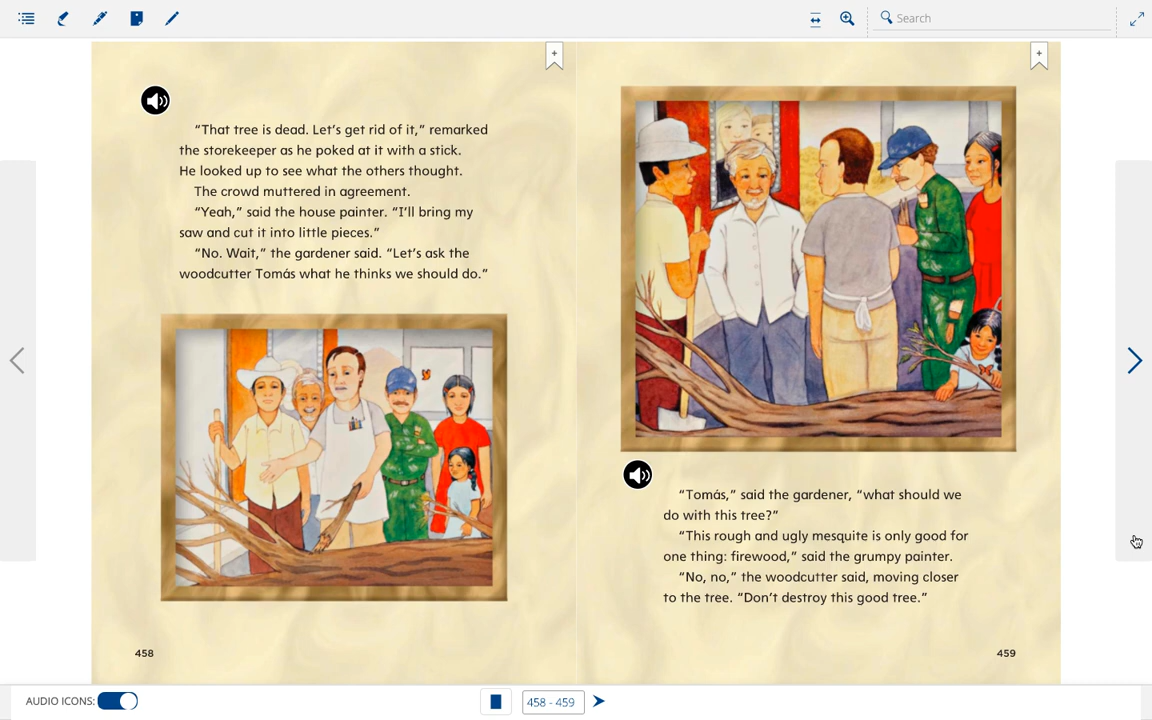 Search
“That tree is dead. Let’s get rid of it,” remarked
the storekeeper as he poked at it with a stick.
He looked up to see what the others thought.
The crowd muttered in agreement.
“Yeah,” said the house painter. “I’ll bring my
saw and cut it into little pieces.”
“No. Wait,” the gardener said. “Let’s ask the
woodcutter Tomás what he thinks we should do.”
458
“Tomás,” said the gardener, “what should we
do with this tree?”
“This rough and ugly mesquite is only good for
one thing: firewood,” said the grumpy painter.
“No, no,” the woodcutter said, moving closer
to the tree. “Don’t destroy this good tree.”
459
AUDIO ICONS:
458 - 459